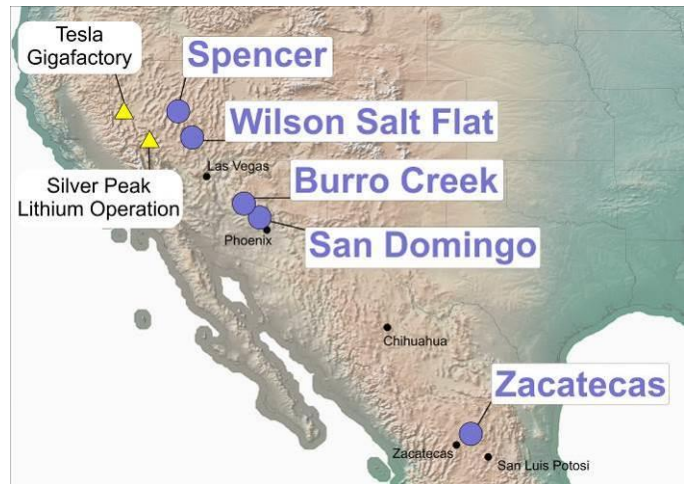 Tesla
Gigafactory
Spencer
Wilson Salt Flat
Las Vegas
Silver Peak
Lithium Operation
Burro Creek
San Domingo
Phoenix
Chihuahua
Zacatecas
Zacatecas
San Luis Potosi